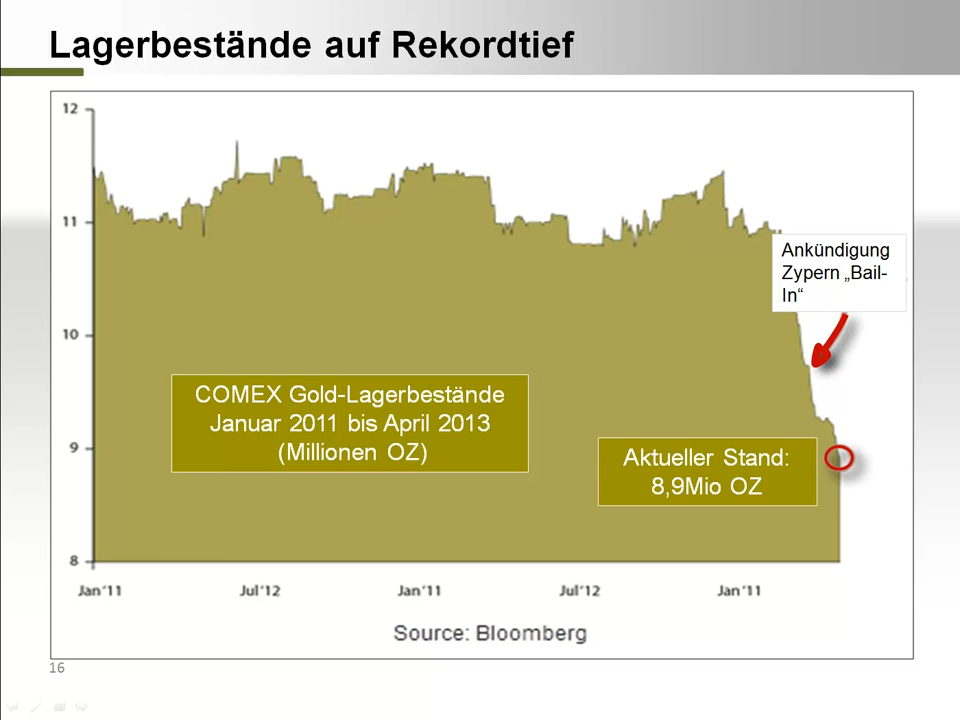 Lagerbestände auf Rekordtief
12
11
10
9
8
Ankündigung
Zypern „Bail-
In“
COMEX Gold-Lagerbestände
Januar 2011 bis April 2013
(Millionen OZ)
Aktueller Stand:
8,9Mio OZ
Jan‘11
Jul‘12
Jan‘11
Jul‘12
Jan‘11
Source: Bloomberg
16